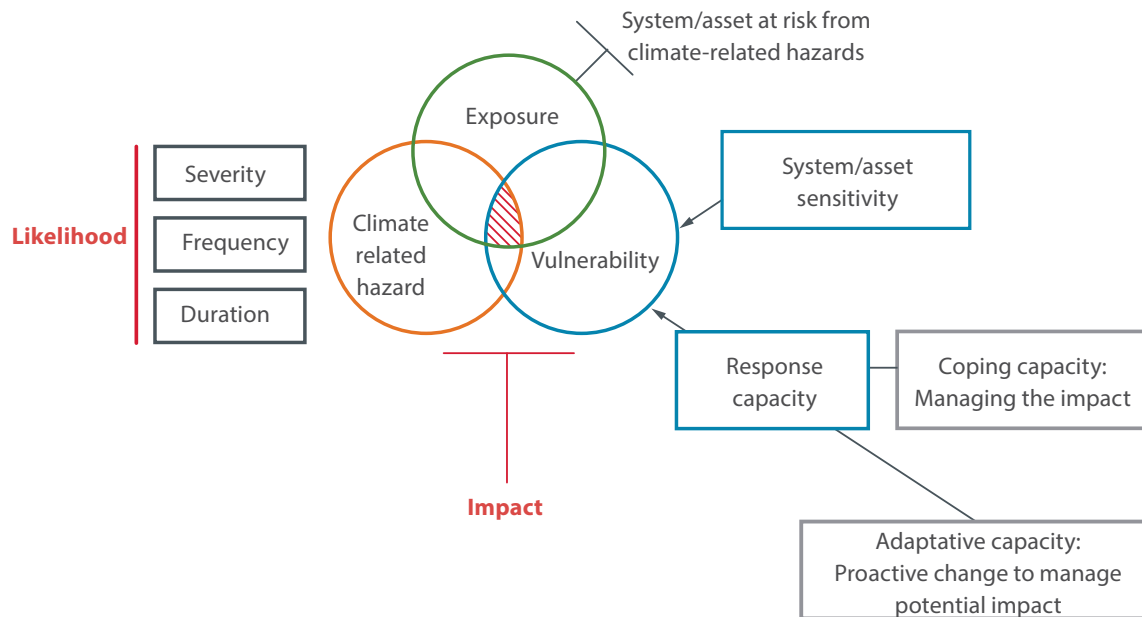 System/asset at risk from
climate-related hazards
Exposure
Severity
System/asset
sensitivity
Likelihood
Frequency
Climate
related
hazard
Vulnerability
Duration
Response
capacity
Coping capacity:
Managing the impact
Impact
Adaptative capacity:
Proactive change to manage
potential impact